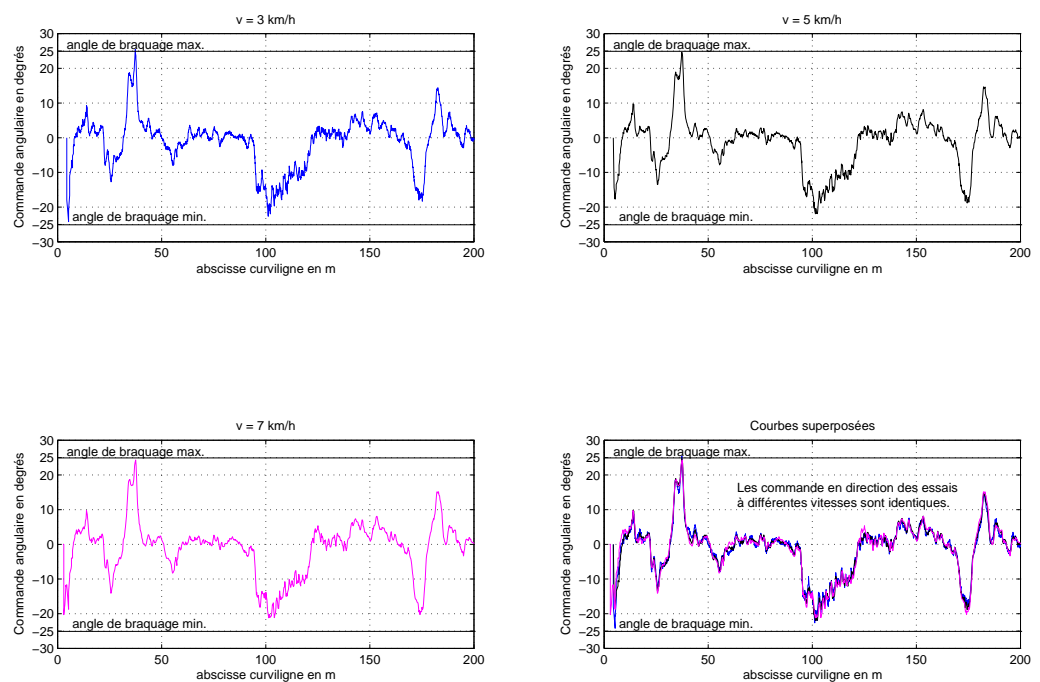 v = 3 km/h
30
25
20
10
0
−10
−20
−25
−30
0
50
100
150
200
angle de braquage max.
angle de braquage min.
Commande angulaire en degrés
abscisse curviligne en m
v = 5 km/h
30
25
20
10
0
−10
−20
−25
−30
0
50
100
150
200
angle de braquage max.
angle de braquage min.
Commande angulaire en degrés
abscisse curviligne en m
v = 7 km/h
30
25
20
10
0
−10
−20
−25
−30
0
50
100
150
200
angle de braquage max.
angle de braquage min.
Commande angulaire en degrés
abscisse curviligne en m
Courbes superposées
30
25
20
10
0
−10
−20
−25
−30
0
50
100
150
200
angle de braquage max.
Les commande en direction des essais
à différentes vitesses sont identiques.
angle de braquage min.
Commande angulaire en degrés
abscisse curviligne en m